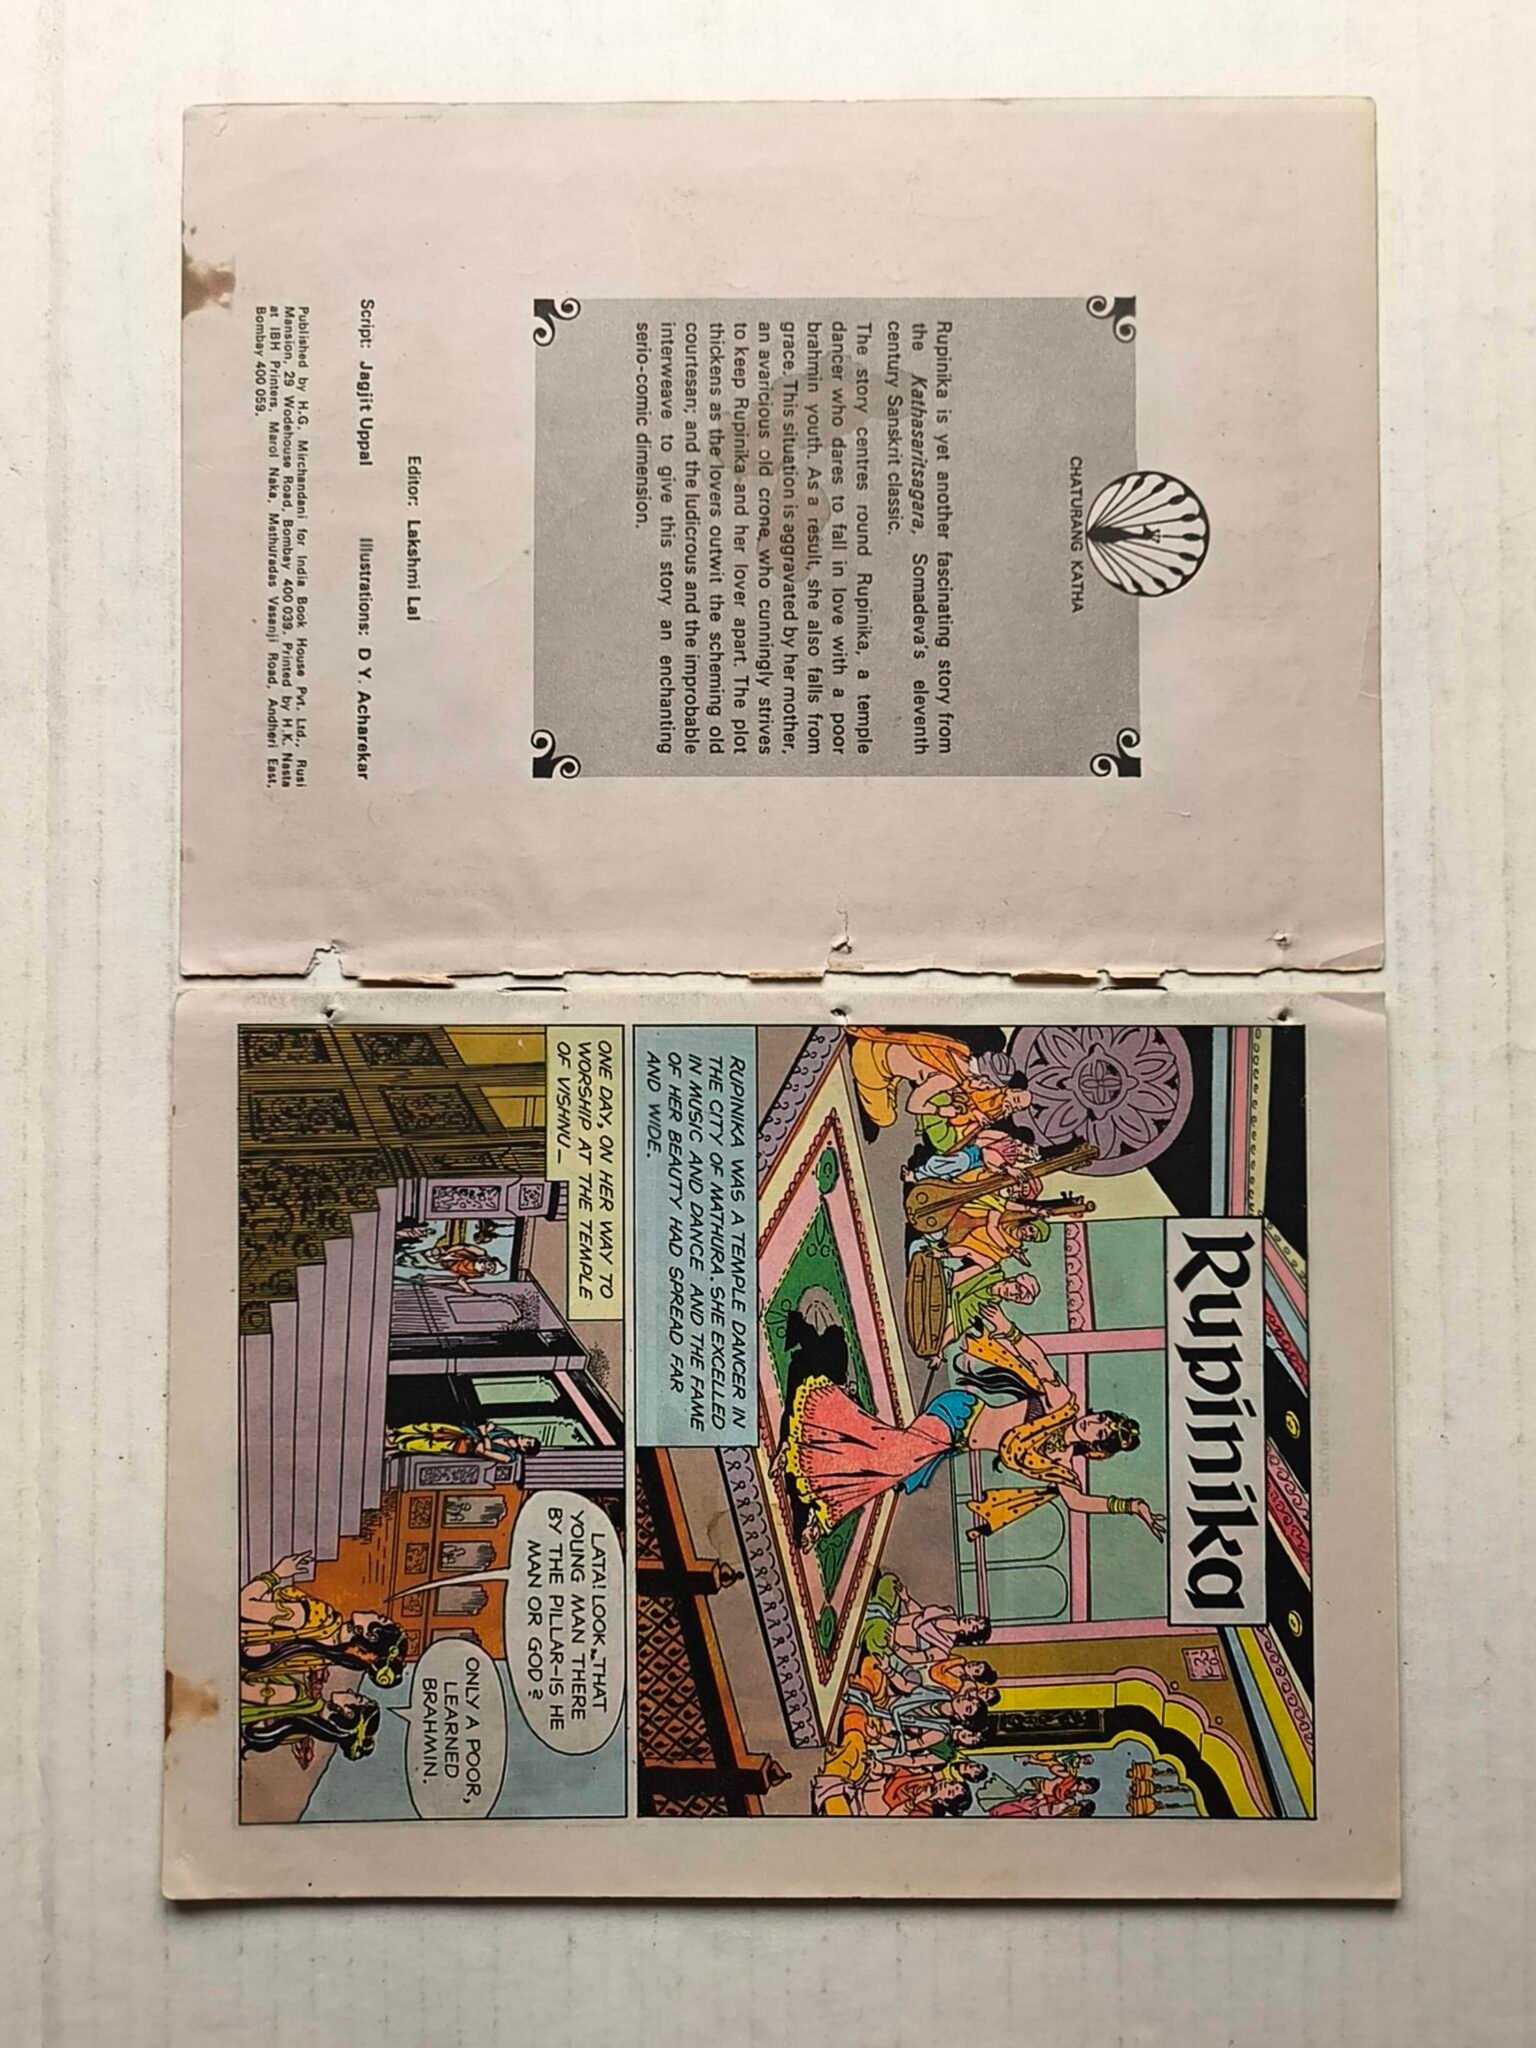 CHATURANG KATHA
Rupinika is yet another fascinating story from
the Kathasaritsagara, Somadeva's eleventh
century Sanskrit classic.
The story centres round Rupinika, a temple
dancer who dares to fall in love with a poor
brahmin youth. As a result, she also falls from
grace. This situation is aggravated by her mother,
an avaricious old crone, who cunningly strives
to keep Rupinika and her lover apart. The plot
thickens as the lovers outwit the scheming old
courtesan; and the ludicrous and the improbable
interweave to give this story an enchanting
serio-comic dimension.
Editor: Lakshmi Lal
Script: Jagjit Uppal Illustrations: D Y. Acharekar
Published by H.G. Mirchandani for India Book House Pvt. Ltd., Rusi
Mansion, 29 Wodehouse Road, Bombay 400 039. Printed by H.K. Nasta
at IBH Printers, Marol Naka, Mathuradas Vasanji Road, Andheri East,
Bombay 400 059.
Rupinika
RUPINIKA WAS A TEMPLE DANCER IN
THE CITY OF MATHURA. SHE EXCELLED
IN MUSIC AND DANCE AND THE FAME
OF HER BEAUTY HAD SPREAD FAR
AND WIDE.
ONE DAY, ON HER WAY TO
WORSHIP AT THE TEMPLE
OF VISHNU_
LATA! LOOK_ THAT
YOUNG MAN THERE
BY THE PILLAR—IS HE
MAN OR GOD?
ONLY A POOR,
LEARNED
BRAHMIN.